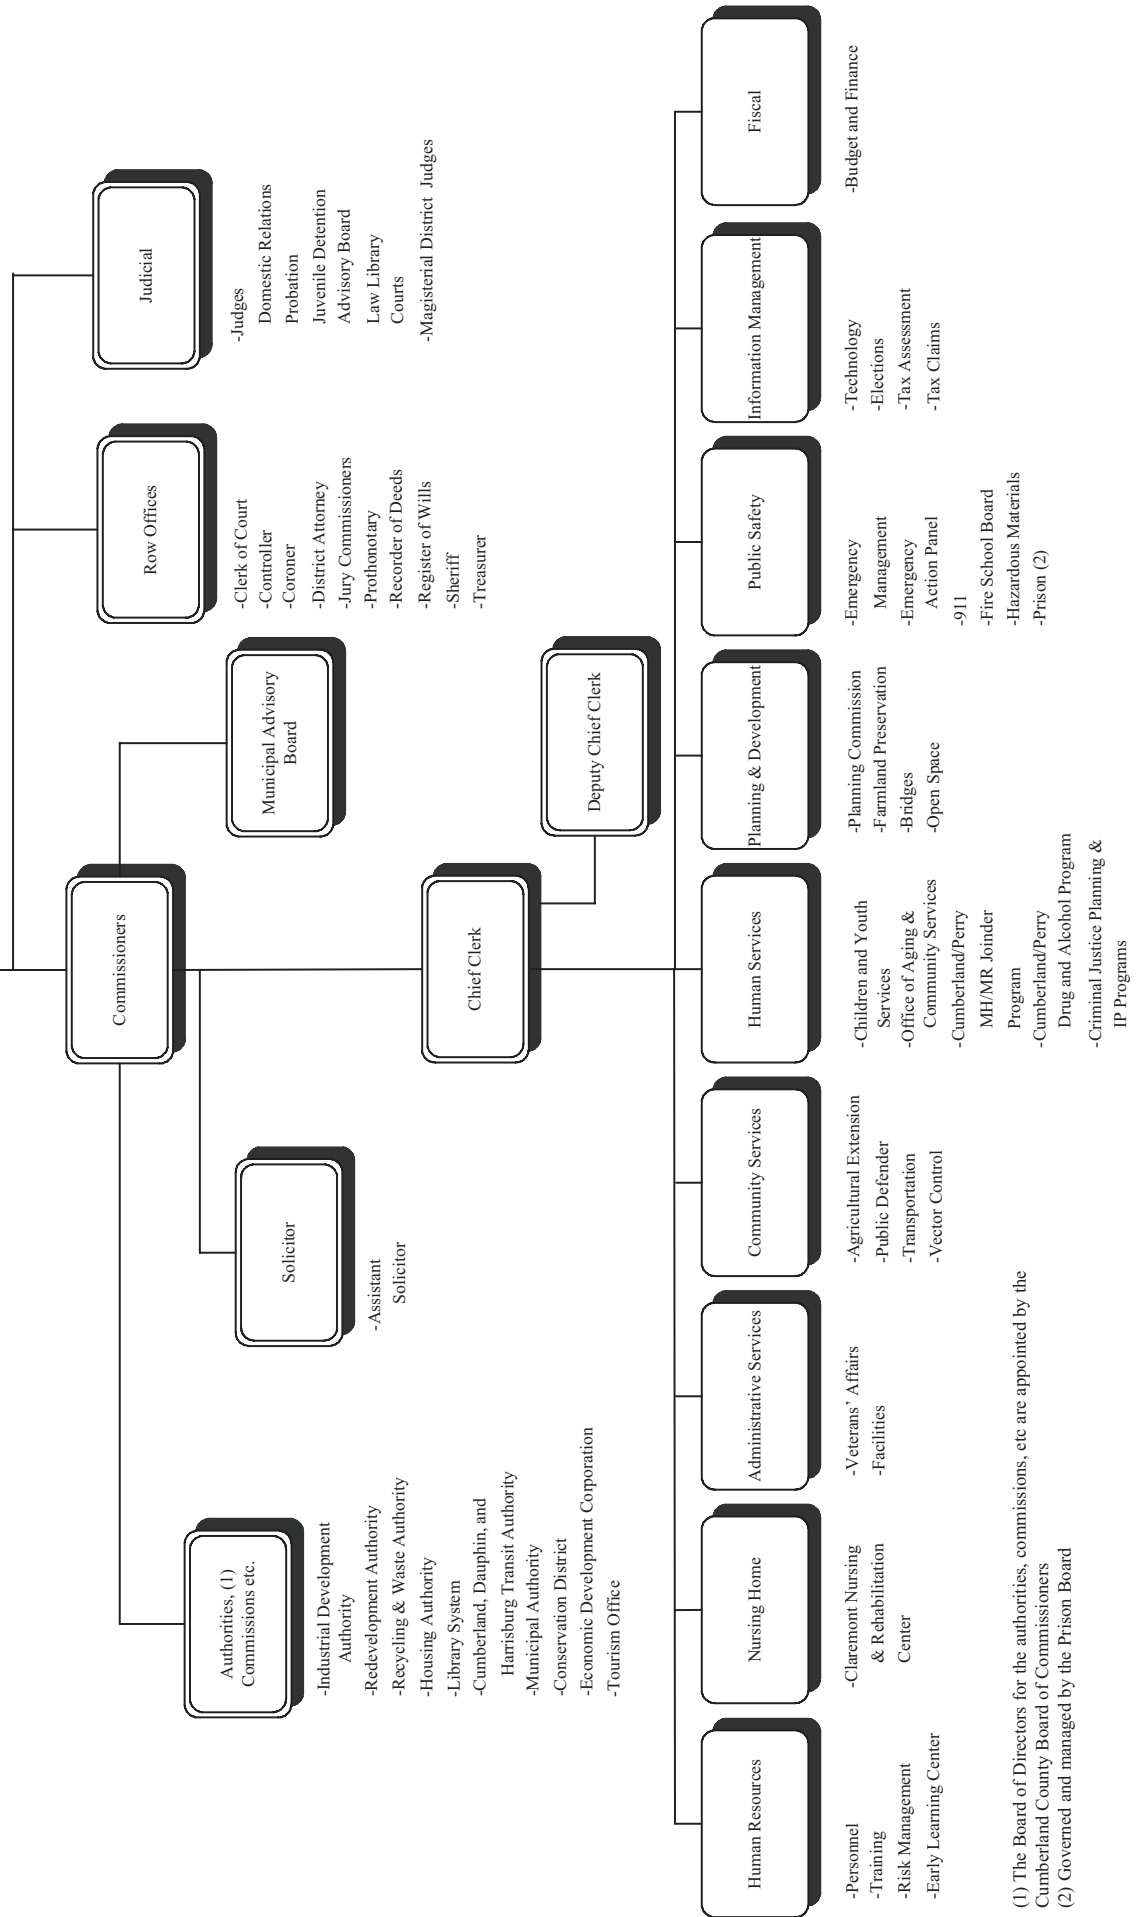 Commissioners
Row Offices
-Clerk of Court
-Controller
-Coroner
-District Attorney
-Jury Commissioners
-Prothonotary
-Recorder of Deeds
-Register of Wills
-Sheriff
-Treasurer
Judicial
-Judges
Domestic Relations
Probation
Juvenile Detention
Advisory Board
Law Library
Courts
-Magisterial District Judges
Authorities, (1)
Commissions etc.
-Industrial Development
Authority
-Redevelopment Authority
-Recycling & Waste Authority
-Housing Authority
-Library System
-Cumberland, Dauphin, and
Harrisburg Transit Authority
-Municipal Authority
-Conservation District
-Economic Development Corporation
-Tourism Office
Solicitor
-Assistant
Solicitor
Municipal Advisory
Board
Chief Clerk
Deputy Chief Clerk
Human Resources
-Personnel
-Training
-Risk Management
-Early Learning Center
Nursing Home
-Claremont Nursing
& Rehabilitation
Center
Administrative Services
-Veterans' Affairs
-Facilities
Community Services
-Agricultural Extension
-Public Defender
-Transportation
-Vector Control
Human Services
-Children and Youth
Services
-Office of Aging &
Community Services
-Cumberland/Perry
MH/MR Joinder
Program
-Cumberland/Perry
Drug and Alcohol Program
-Criminal Justice Planning &
IP Programs
Planning & Development
-Planning Commission
-Farmland Preservation
-Bridges
-Open Space
Public Safety
-Emergency
Management
-Emergency
Action Panel
-911
-Fire School Board
-Hazardous Materials
-Prison (2)
Information Management
-Technology
-Elections
-Tax Assessment
-Tax Claims
Fiscal
-Budget and Finance
(1) The Board of Directors for the authorities, commissions, etc are appointed by the
Cumberland County Board of Commissioners
(2) Governed and managed by the Prison Board